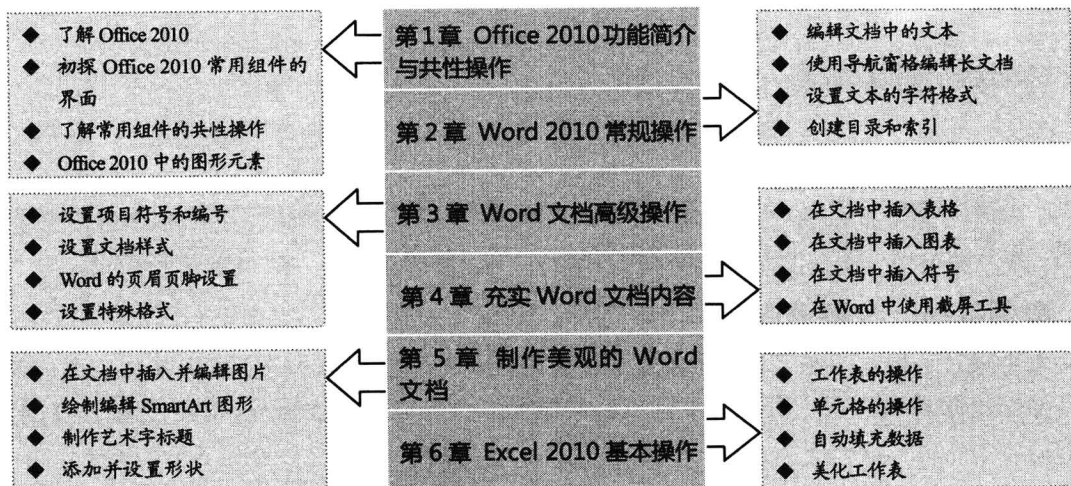 第1章 Office 2010功能简介
与共性操作
◆ 了解 Office 2010
◆ 初探 Office 2010 常用组件的
界面
◆ 了解常用组件的共性操作
◆ Office 2010 中的图形元素
第2章 Word 2010 常规操作
◆ 编辑文档中的文本
◆ 使用导航窗格编辑长文档
◆ 设置文本的字符格式
◆ 创建目录和索引
第3章 Word 文档高级操作
◆ 设置项目符号和编号
◆ 设置文档样式
◆ Word 的页眉页脚设置
◆ 设置特殊格式
第4章 充实 Word 文档内容
◆ 在文档中插入表格
◆ 在文档中插入图表
◆ 在文档中插入符号
◆ 在 Word 中使用截屏工具
第5章 制作美观的 Word
文档
◆ 在文档中插入并编辑图片
◆ 绘制编辑 SmartArt 图形
◆ 制作艺术字标题
◆ 添加并设置形状
第6章 Excel 2010 基本操作
◆ 工作表的操作
◆ 单元格的操作
◆ 自动填充数据
◆ 美化工作表